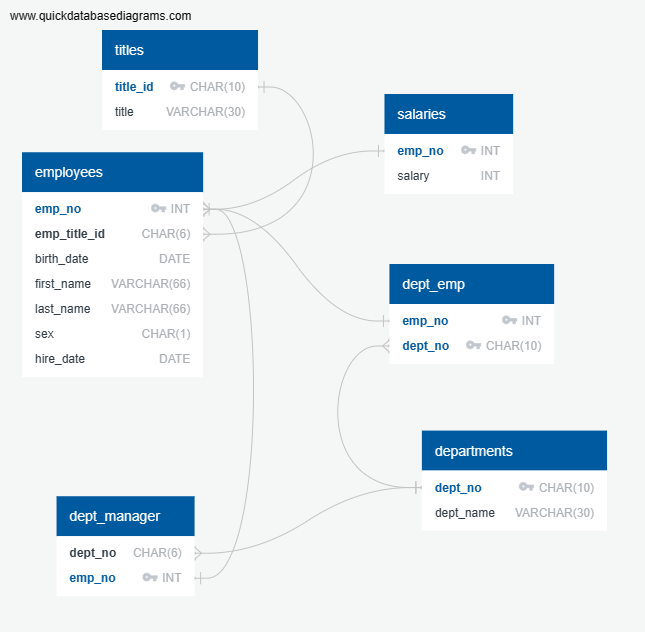 www.quickdatabasediagrams.com
titles
title_id CHAR(10)
title VARCHAR(30)
salaries
emp_no INT
salary INT
employees
emp_no INT
emp_title_id CHAR(6)
birth_date DATE
first_name VARCHAR(66)
last_name VARCHAR(66)
sex CHAR(1)
hire_date DATE
dept_emp
emp_no INT
dept_no CHAR(10)
departments
dept_no CHAR(10)
dept_name VARCHAR(30)
dept_manager
dept_no CHAR(6)
emp_no INT